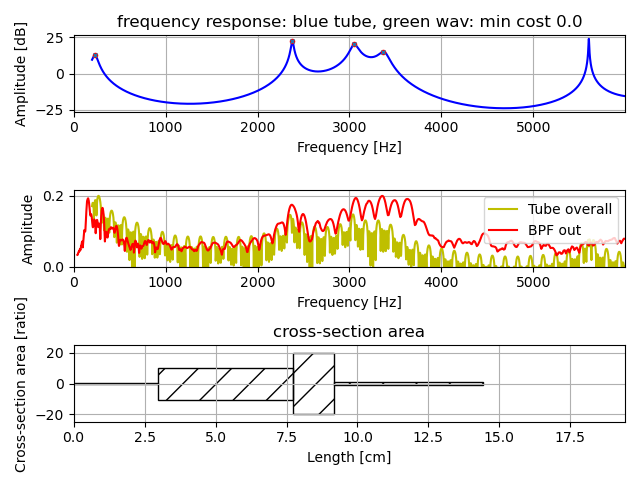 frequency response: blue tube, green wav: min cost 0.0
Amplitude [dB]
25
0
−25
0 1000 2000 3000 4000 5000
Frequency [Hz]
Amplitude
0.2
0.0
Tube overall
BPF out
0 1000 2000 3000 4000 5000
Frequency [Hz]
cross-section area
Cross-section area [ratio]
20
0
−20
0.0 2.5 5.0 7.5 10.0 12.5 15.0 17.5
Length [cm]